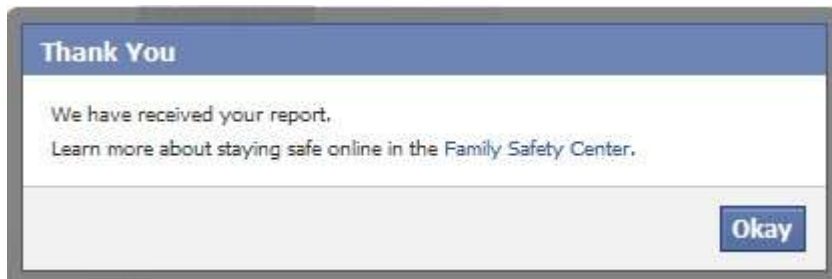 Thank You
We have received your report.
Learn more about staying safe online in the Family Safety Center.
Okay